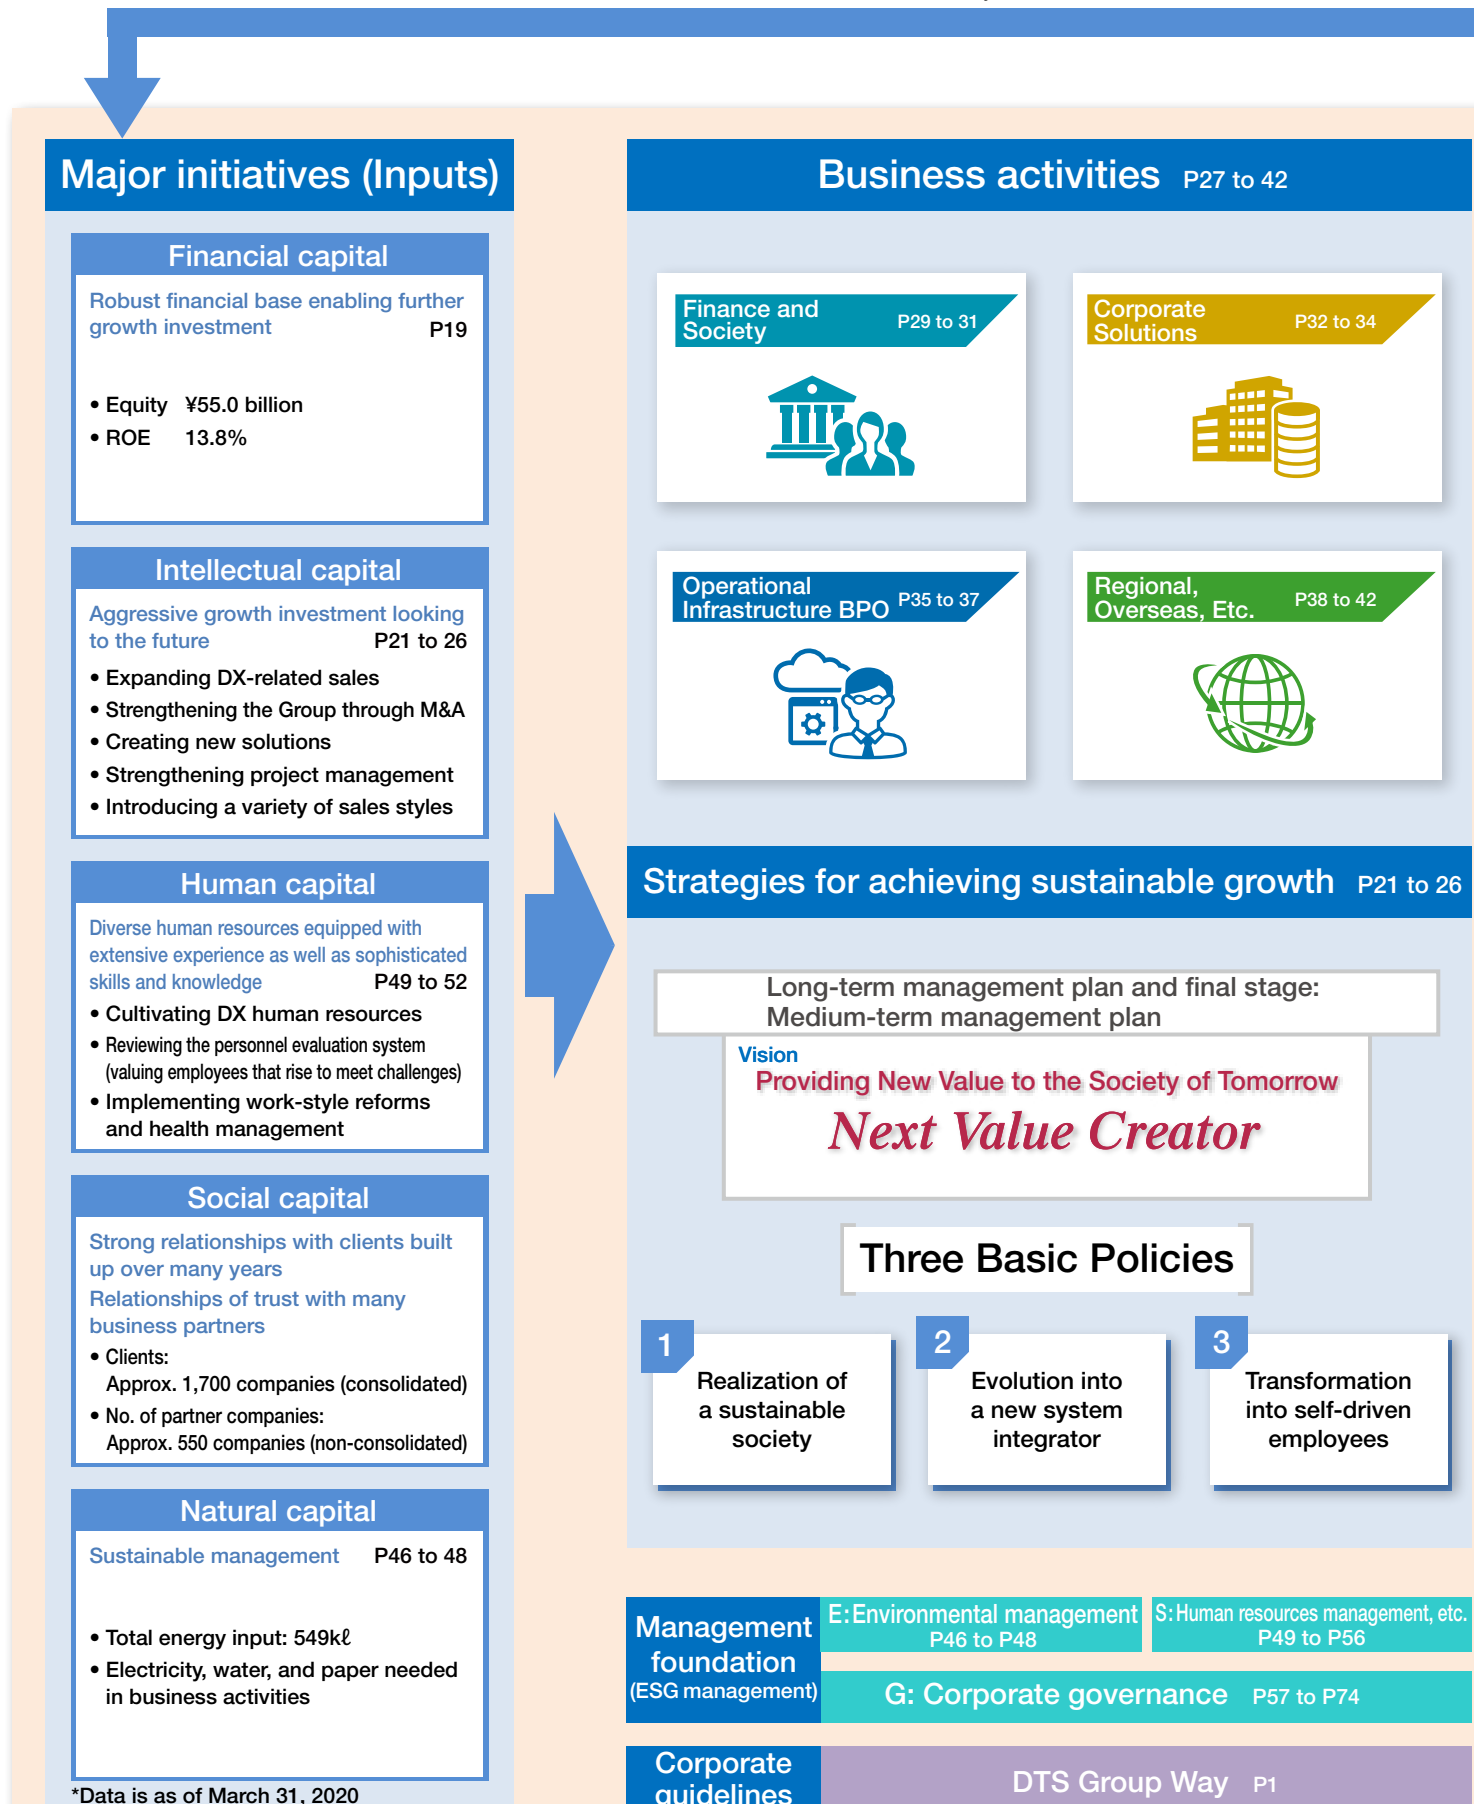 Major initiatives (Inputs)
Financial capital
Robust financial base enabling further
growth investment P19
• Equity ¥55.0 billion
• ROE 13.8%
Intellectual capital
Aggressive growth investment looking
to the future P21 to 26
• Expanding DX-related sales
• Strengthening the Group through M&A
• Creating new solutions
• Strengthening project management
• Introducing a variety of sales styles
Human capital
Diverse human resources equipped with
extensive experience as well as sophisticated
skills and knowledge P49 to 52
• Cultivating DX human resources
• Reviewing the personnel evaluation system
(valuing employees that rise to meet challenges)
• Implementing work-style reforms
and health management
Social capital
Strong relationships with clients built
up over many years
Relationships of trust with many
business partners
• Clients:
Approx. 1,700 companies (consolidated)
• No. of partner companies:
Approx. 550 companies (non-consolidated)
Natural capital
Sustainable management P46 to 48
• Total energy input: 549kℓ
• Electricity, water, and paper needed
in business activities
*Data is as of March 31, 2020
Business activities P27 to 42
Finance and
Society P29 to 31
Corporate
Solutions P32 to 34
Operational
Infrastructure BPO P35 to 37
Regional,
Overseas, Etc. P38 to 42
Strategies for achieving sustainable growth P21 to 26
Long-term management plan and final stage:
Medium-term management plan
Vision
Providing New Value to the Society of Tomorrow
Next Value Creator
Three Basic Policies
1
Realization of
a sustainable
society
2
Evolution into
a new system
integrator
3
Transformation
into self-driven
employees
Management
foundation
(ESG management)
E: Environmental management
P46 to P48
S: Human resources management, etc.
P49 to P56
G: Corporate governance P57 to P74
Corporate
guidelines
DTS Group Way P1